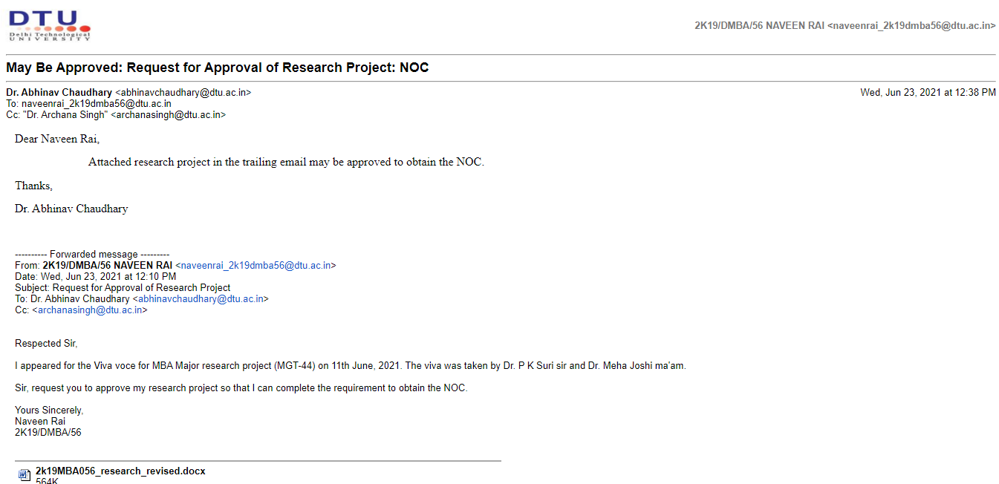 DTU
Delhi Technological
UNIVERSITY
2K19/DMBA/56 NAVEEN RAI <naveenrai_2k19dmba56@dtu.ac.in>
May Be Approved: Request for Approval of Research Project: NOC
Dr. Abhinav Chaudhary <abhinavchaudhary@dtu.ac.in> Wed, Jun 23, 2021 at 12:38 PM
To: naveenrai_2k19dmba56@dtu.ac.in
Cc: "Dr. Archana Singh" <archanasingh@dtu.ac.in>
Dear Naveen Rai,
Attached research project in the trailing email may be approved to obtain the NOC.
Thanks,
Dr. Abhinav Chaudhary
---------- Forwarded message ---------
From: 2K19/DMBA/56 NAVEEN RAI <naveenrai_2k19dmba56@dtu.ac.in>
Date: Wed, Jun 23, 2021 at 12:10 PM
Subject: Request for Approval of Research Project
To: Dr. Abhinav Chaudhary <abhinavchaudhary@dtu.ac.in>
Cc: <archanasingh@dtu.ac.in>
Respected Sir,
I appeared for the Viva voce for MBA Major research project (MGT-44) on 11th June, 2021. The viva was taken by Dr. P K Suri sir and Dr. Meha Joshi ma'am.
Sir, request you to approve my research project so that I can complete the requirement to obtain the NOC.
Yours Sincerely,
Naveen Rai
2K19/DMBA/56
2k19MBA056_research_revised.docx
564K